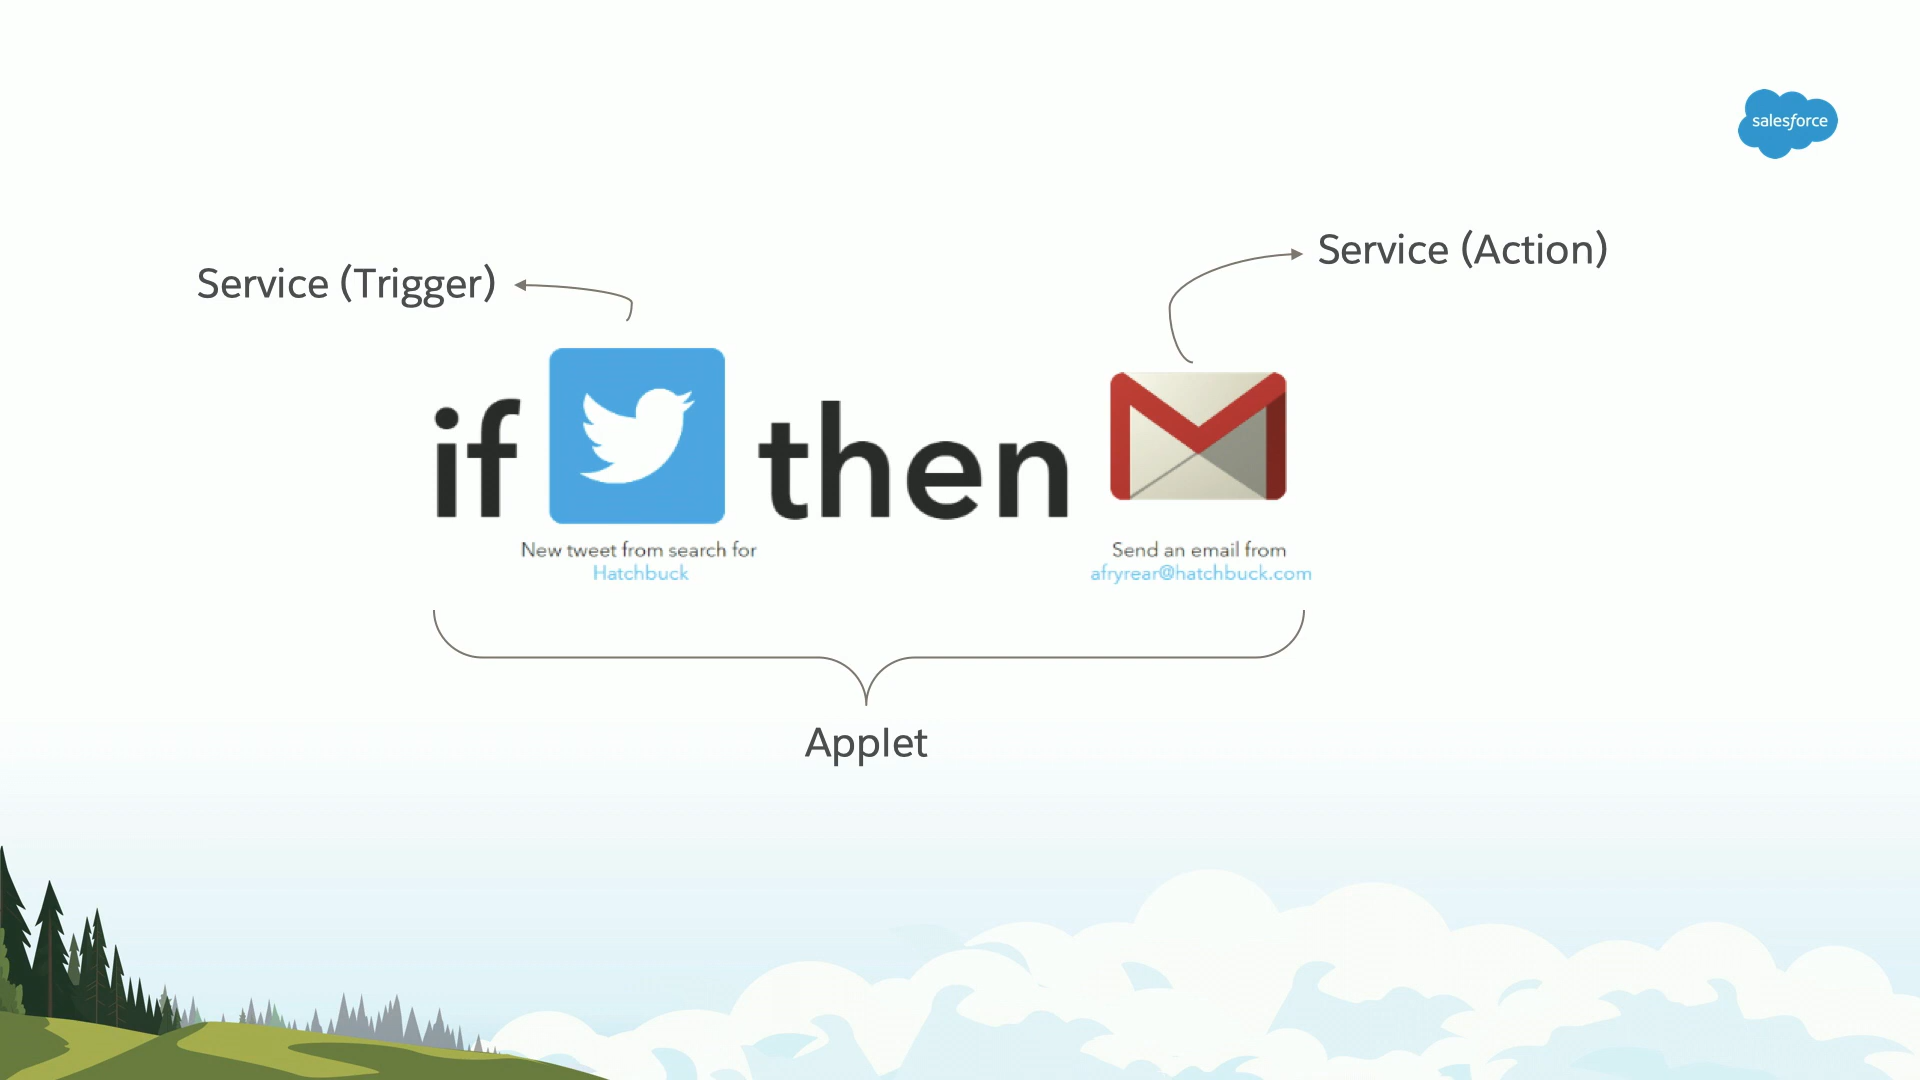 salesforce
Service (Action)
Service (Trigger)
if then
New tweet from search for
Hatchbuck
Send an email from
afryrear@hatchbuck.com
Applet